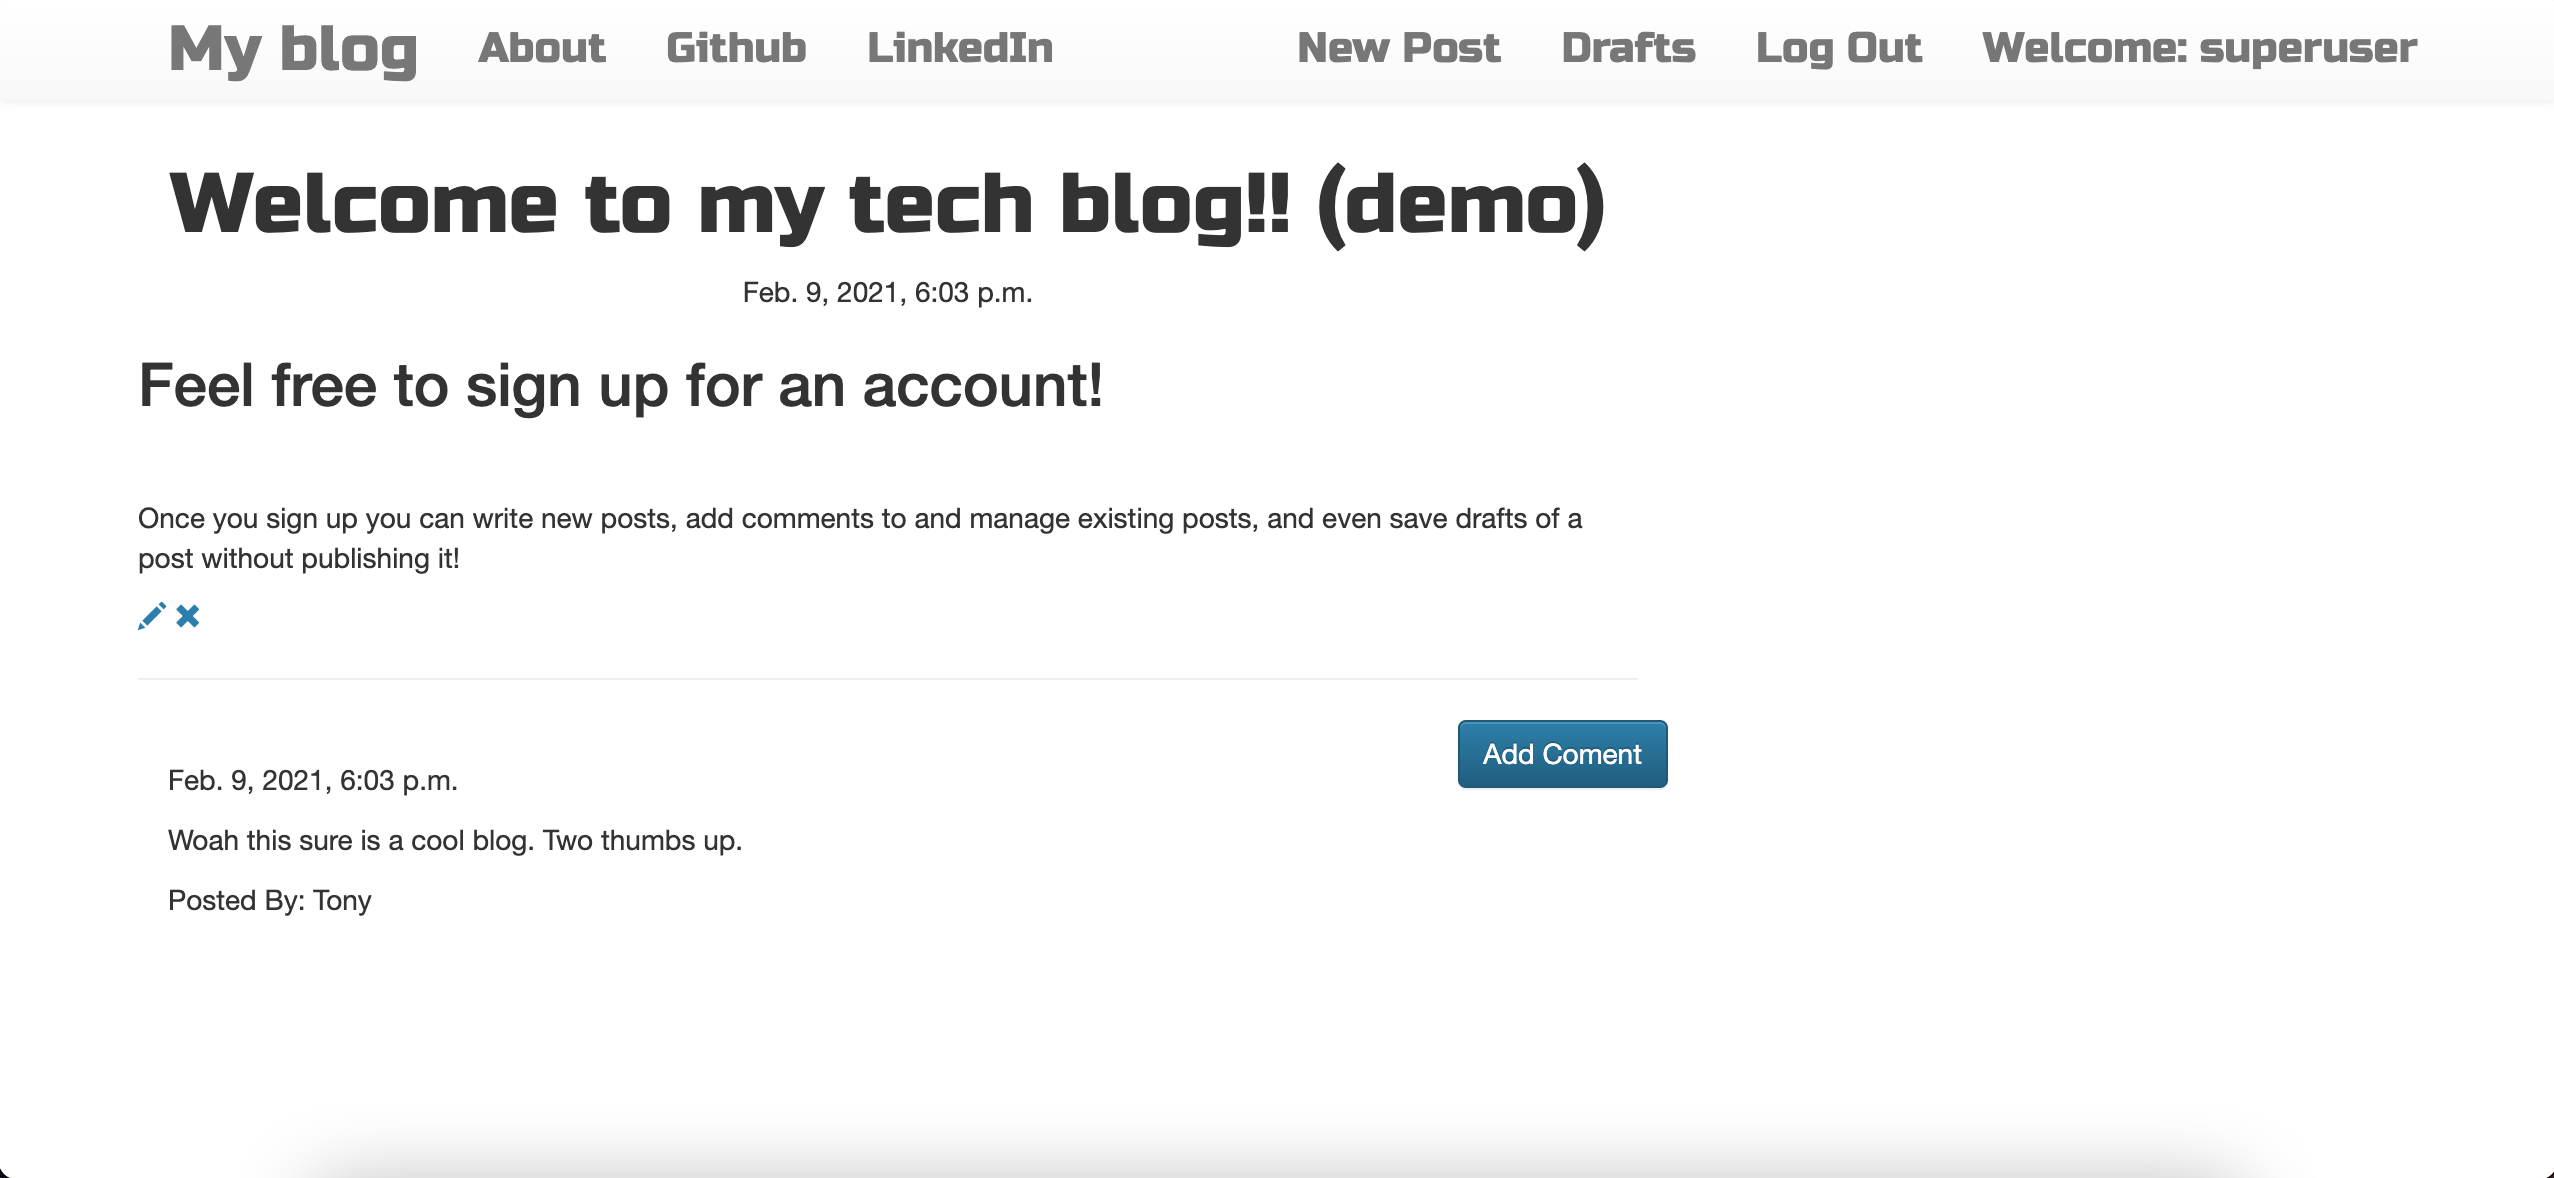 My blog About Github LinkedIn New Post Drafts Log Out Welcome: superuser
Welcome to my tech blog!! (demo)
Feb. 9, 2021, 6:03 p.m.
Feel free to sign up for an account!
Once you sign up you can write new posts, add comments to and manage existing posts, and even save drafts of a
post without publishing it!
Add Coment
Feb. 9, 2021, 6:03 p.m.
Woah this sure is a cool blog. Two thumbs up.
Posted By: Tony